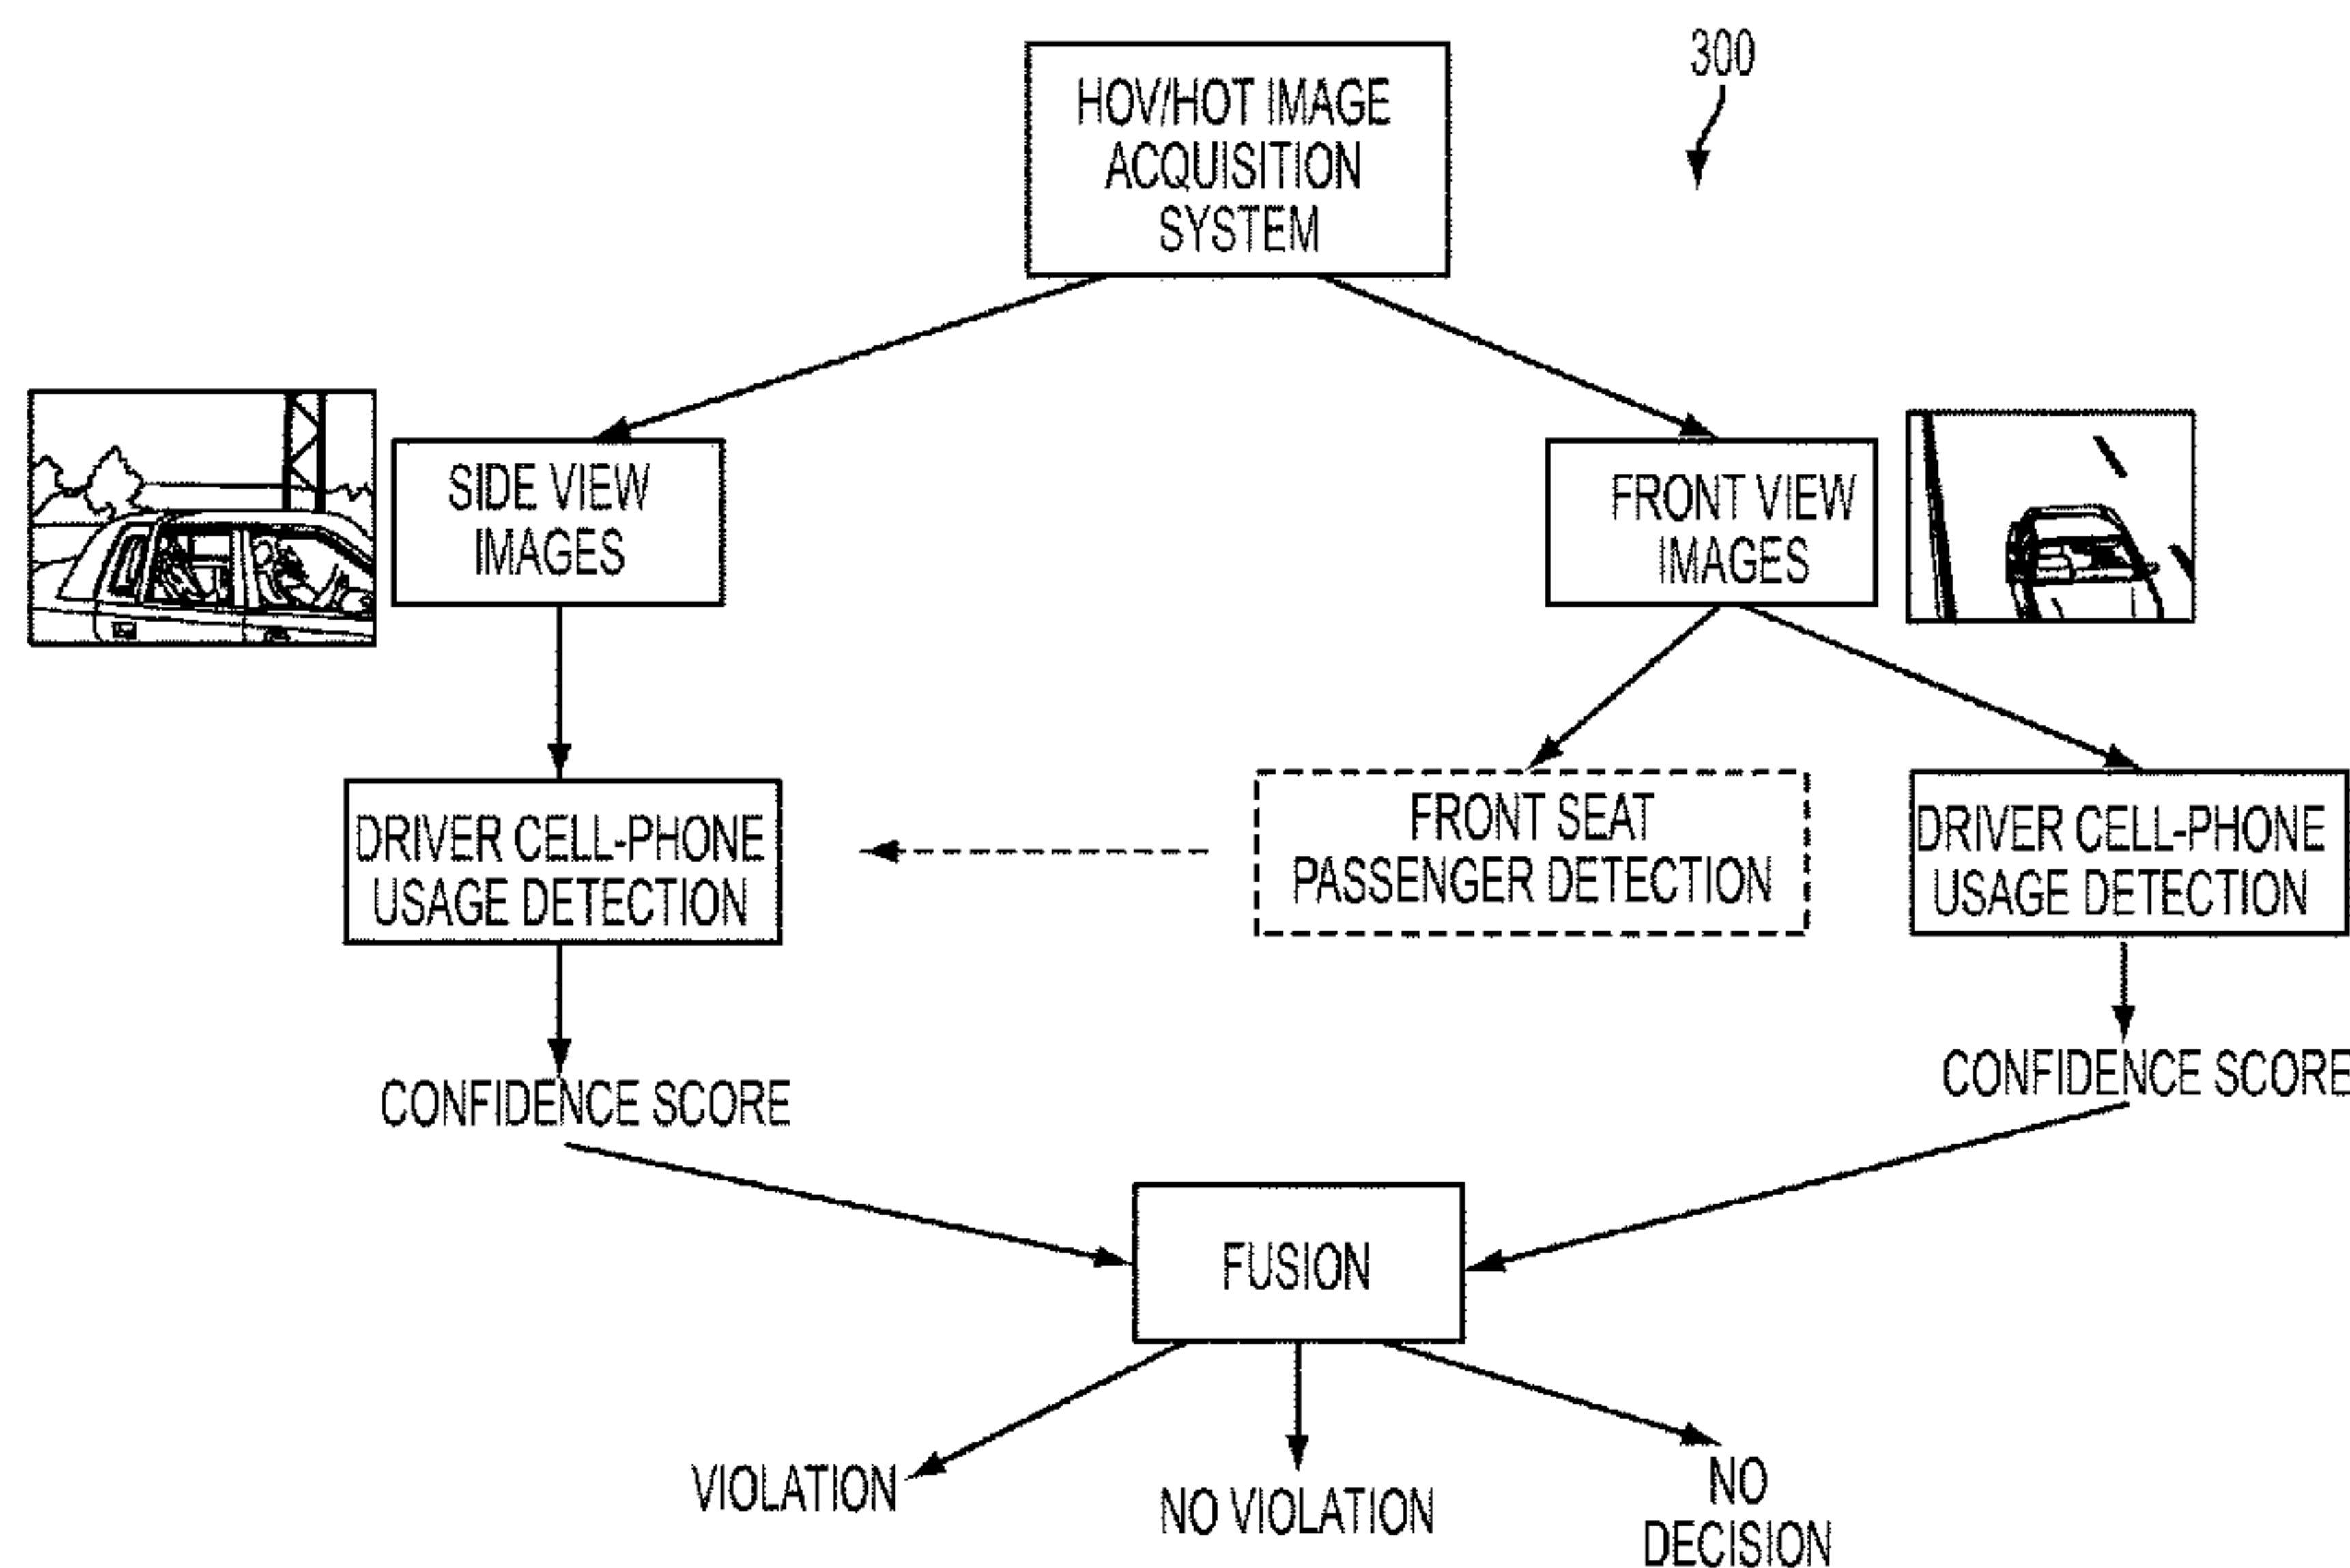 300
HOV/HOT IMAGE
ACQUISITION
SYSTEM
SIDE VIEW
IMAGES
FRONT VIEW
IMAGES
DRIVER CELL-PHONE
USAGE DETECTION
FRONT SEAT
PASSENGER DETECTION
DRIVER CELL-PHONE
USAGE DETECTION
CONFIDENCE SCORE
CONFIDENCE SCORE
FUSION
VIOLATION
NO VIOLATION
NO
DECISION